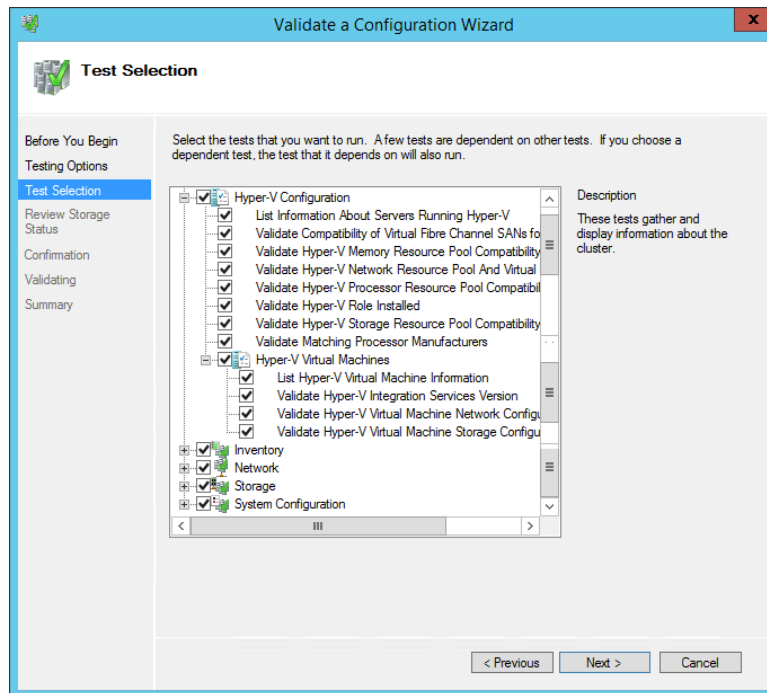 Validate a Configuration Wizard
x
Test Selection
Before You Begin
Testing Options
Test Selection
Review Storage
Status
Confirmation
Validating
Summary
Select the tests that you want to run. A few tests are dependent on other tests. If you choose a
dependent test, the test that it depends on will also run.
Hyper-V Configuration
List Information About Servers Running Hyper-V
Validate Compatibility of Virtual Fibre Channel SANs fo
Validate Hyper-V Memory Resource Pool Compatibility
Validate Hyper-V Network Resource Pool And Virtual
Validate Hyper-V Processor Resource Pool Compatibil
Validate Hyper-V Role Installed
Validate Hyper-V Storage Resource Pool Compatibility
Validate Matching Processor Manufacturers
Hyper-V Virtual Machines
List Hyper-V Virtual Machine Information
Validate Hyper-V Integration Services Version
Validate Hyper-V Virtual Machine Network Configu
Validate Hyper-V Virtual Machine Storage Configu
Inventory
Network
Storage
System Configuration
Description
These tests gather and
display information about the
cluster.
< Previous
Next >
Cancel